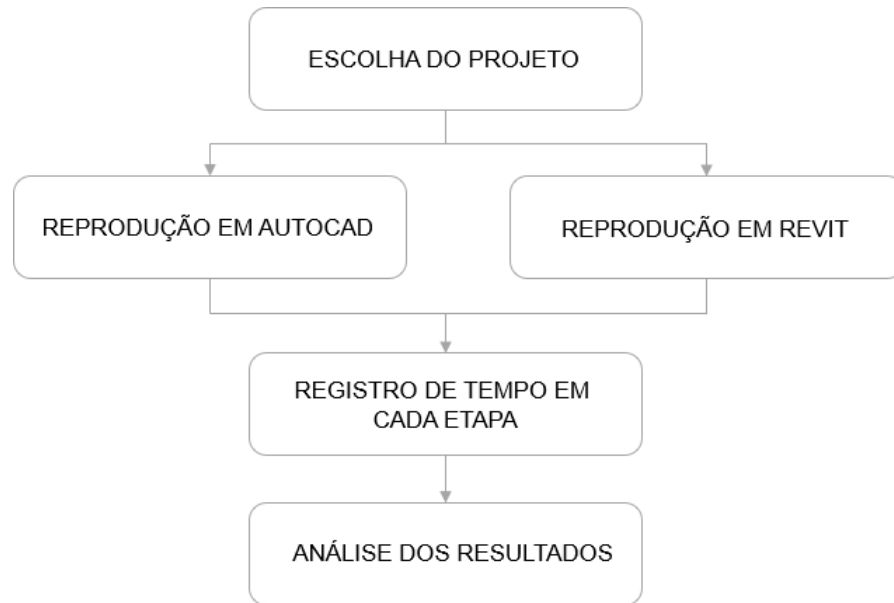 ESCOLHA DO PROJETO
REPRODUÇÃO EM AUTOCAD
REPRODUÇÃO EM REVIT
REGISTRO DE TEMPO EM
CADA ETAPA
ANÁLISE DOS RESULTADOS